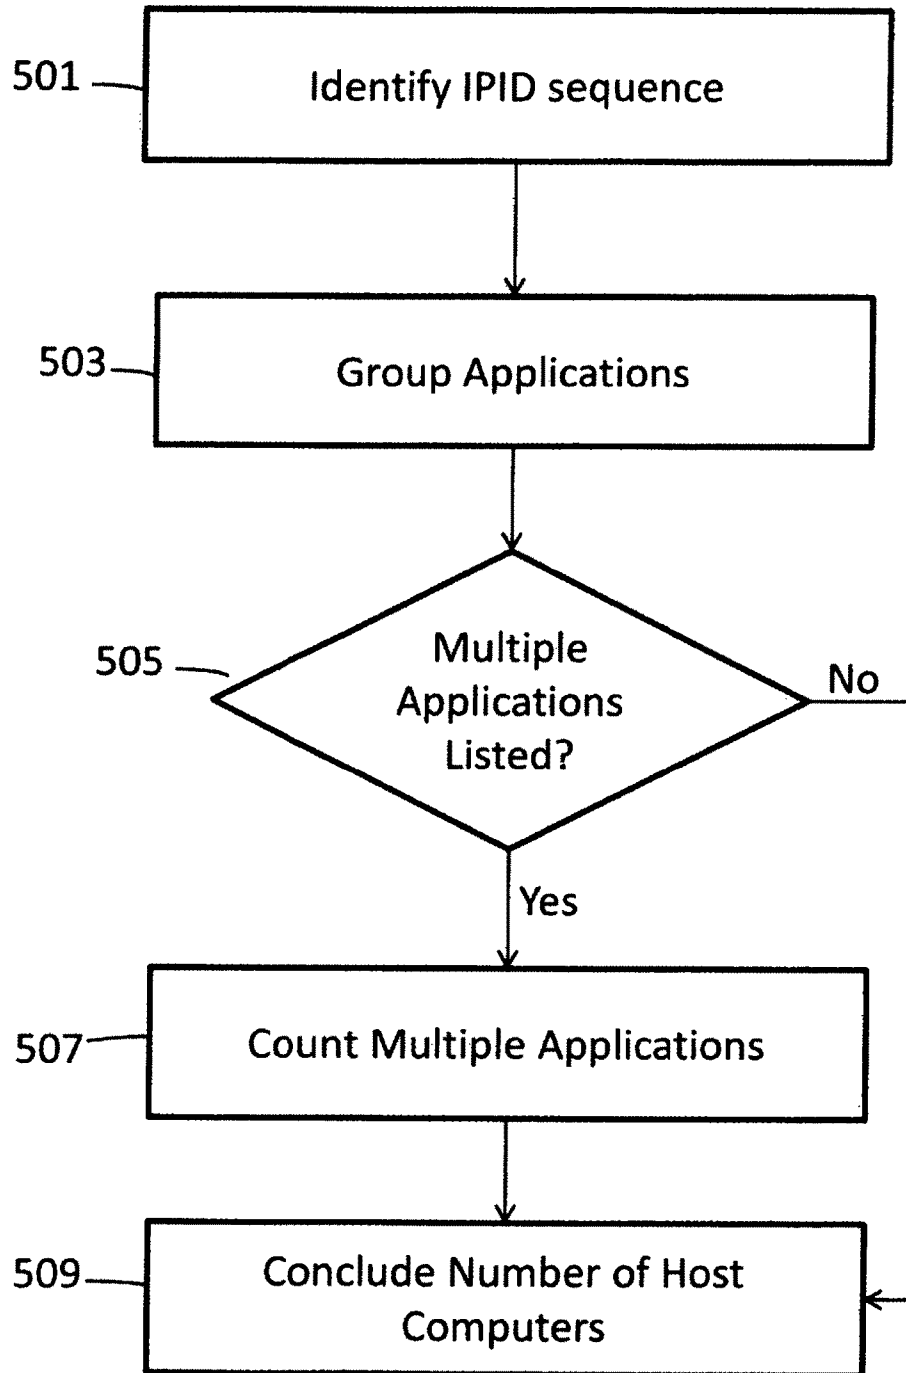 501
Identify IPID sequence
503
Group Applications
505
Multiple
Applications
Listed?
No
Yes
507
Count Multiple Applications
509
Conclude Number of Host
Computers